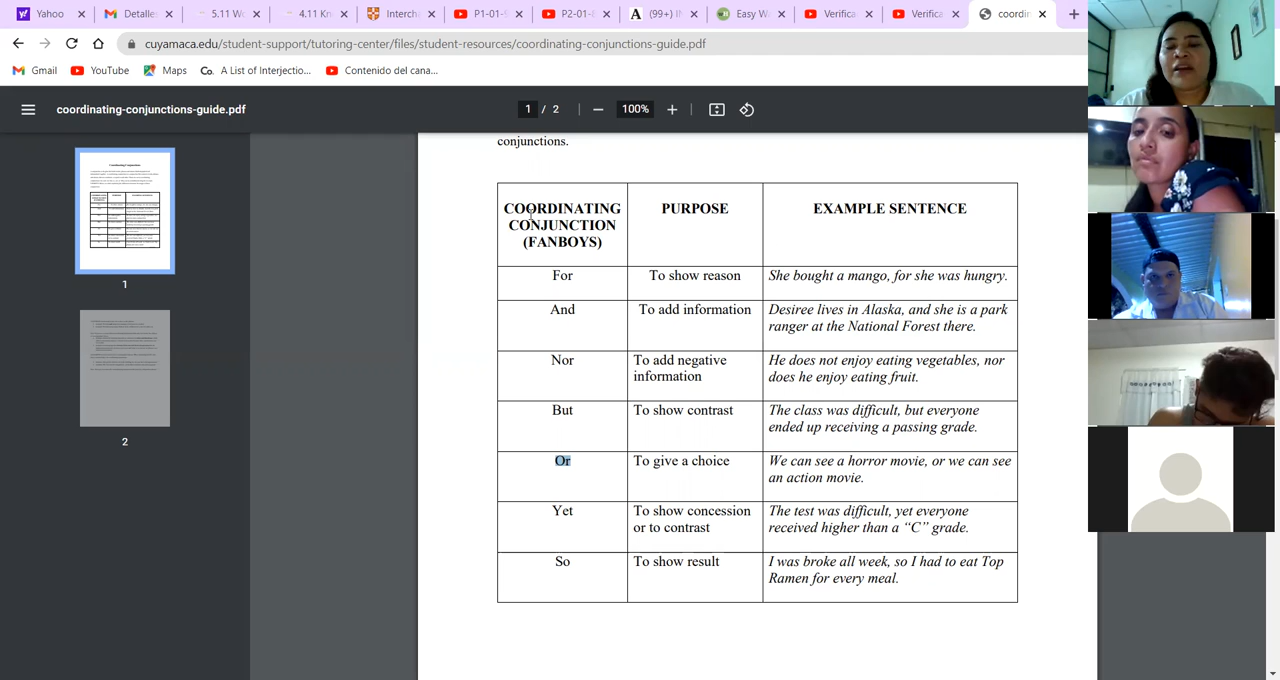 Yahoo
Detalles
5.11 Wo
4.11 Kn
Interch
P1-01-
P2-01-
(99+) I
Easy W
Verifica
Verifica
coordin
cuyamaca.edu/student-support/tutoring-center/files/student-resources/coordinating-conjunctions-guide.pdf
Gmail
YouTube
Maps
Co. A List of Interjectio...
Contenido del cana...
coordinating-conjunctions-guide.pdf
1 / 2
100%
1
2
conjunctions.
COORDINATING
CONJUNCTION
(FANBOYS)
PURPOSE
EXAMPLE SENTENCE
For
To show reason
She bought a mango, for she was hungry.
And
To add information
Desiree lives in Alaska, and she is a park
ranger at the National Forest there.
Nor
To add negative
information
He does not enjoy eating vegetables, nor
does he enjoy eating fruit.
But
To show contrast
The class was difficult, but everyone
ended up receiving a passing grade.
Or
To give a choice
We can see a horror movie, or we can see
an action movie.
Yet
To show concession
or to contrast
The test was difficult, yet everyone
received higher than a “C” grade.
So
To show result
I was broke all week, so I had to eat Top
Ramen for every meal.